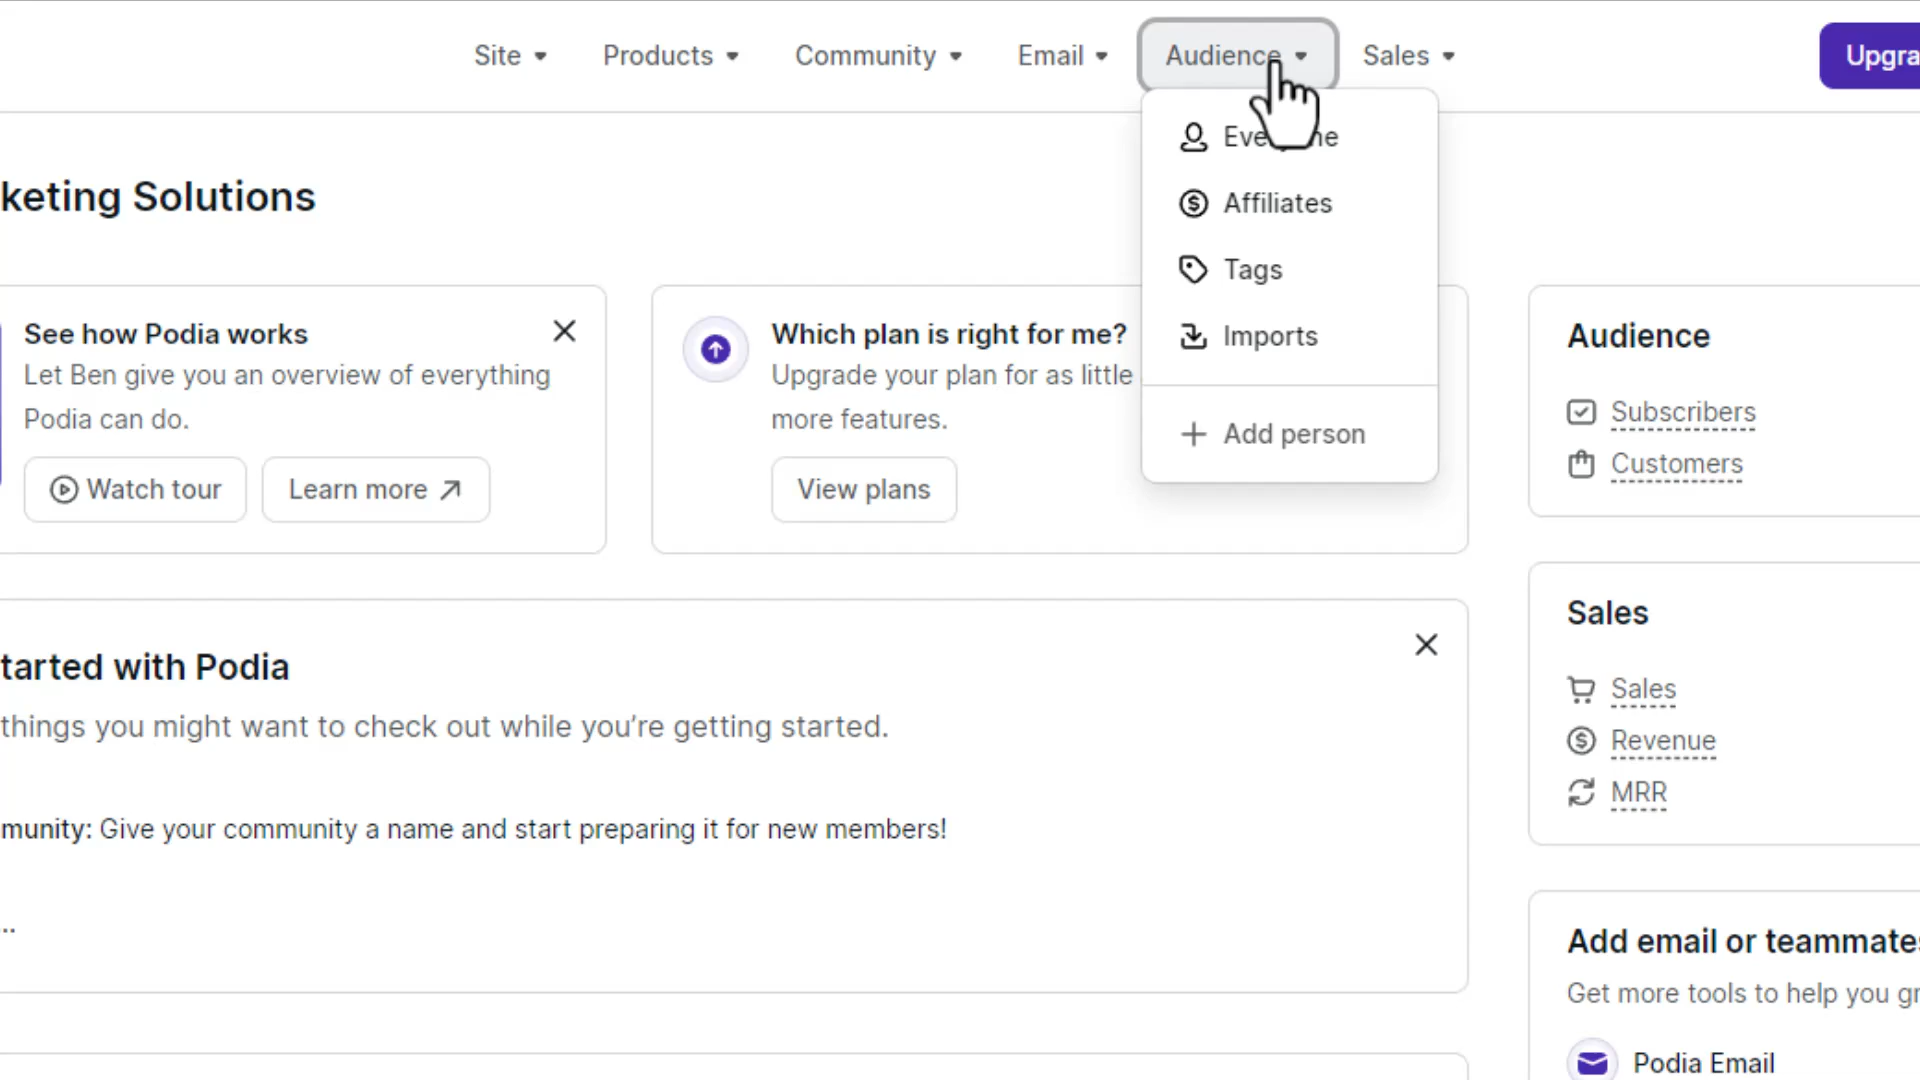 Site
Products
Community
Email
Audience
Sales
Upgra
Affiliates
Tags
Imports
Add person
keting Solutions
See how Podia works
Let Ben give you an overview of everything
Podia can do.
Watch tour
Learn more
Which plan is right for me?
Upgrade your plan for as little
more features.
View plans
Audience
Subscribers
Customers
tarted with Podia
things you might want to check out while you're getting started.
munity: Give your community a name and start preparing it for new members!
...
Sales
Sales
Revenue
MRR
Add email or teammates
Get more tools to help you gr
Podia Email